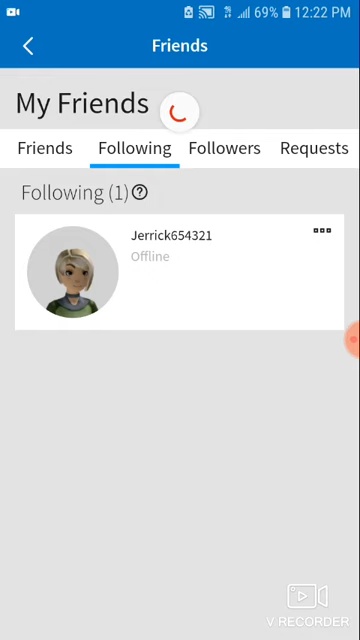 69% 12:22 PM
Friends
My Friends
Friends Following Followers Requests
Following (1)
Jerrick654321
Offline
V.RECORDER